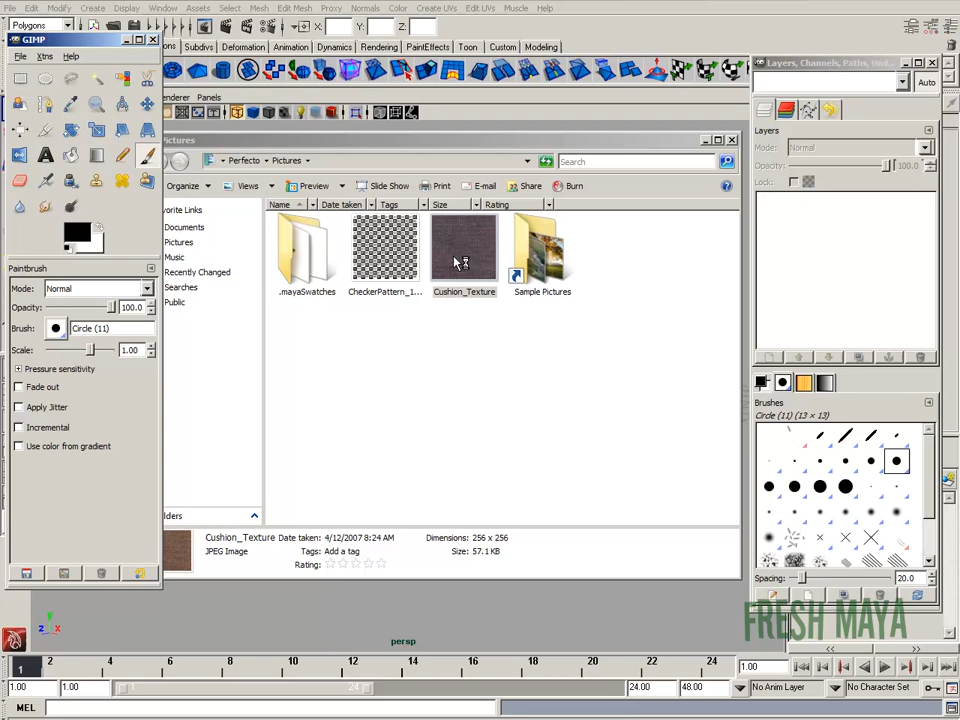 File Edit Modify Create Display Window Assets Select Mesh Edit Mesh Proxy Normals Color Create UVs Edit UVs Muscle Help
Polygons X: Y: Z:
GIMP
Subdivs Deformation Animation Dynamics Rendering PaintEffects Toon Custom Modeling
File Xtns Help
Layers, Channels, Paths, Und...
Auto
Panels
Layers
Mode: Normal
Opacity: 100.0
Lock:
Pictures
Perfecto Pictures Search
Organize Views Preview Slide Show Print E-mail Share Burn
Name Date taken Tags Size Rating
Documents
Pictures
Music
Recently Changed
Searches
Public
.mayaSwatches CheckerPattern_1... Cushion_Texture Sample Pictures
Paintbrush
Mode: Normal
Opacity: 100.0
Brush: Circle (11)
Scale: 1.00
Pressure sensitivity
Fade out
Apply Jitter
Incremental
Use color from gradient
Brushes
Circle (11) (13 × 13)
Spacing: 20.0
Cushion_Texture Date taken: 4/12/2007 8:24 AM Dimensions: 256 x 256
JPEG Image Tags: Add a tag Size: 57.1 KB
Rating:
FRESH MAYA
y
z x
persp
1 2 4 6 8 10 12 14 16 18 20 22 24 1.00
1.00 1.00 24 24.00 48.00 No Anim Layer No Character Set
MEL